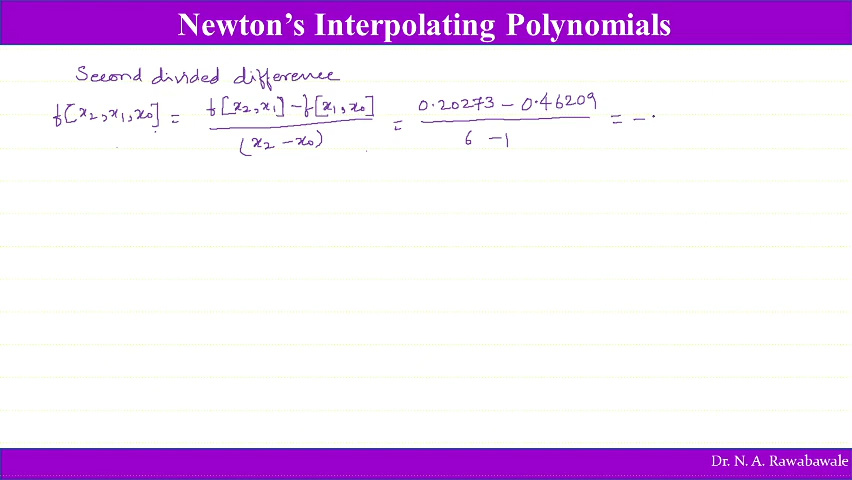 Newton's Interpolating Polynomials
Second divided difference
f[x₂,x₁,x₀] = (f[x₂,x₁] - f[x₁,x₀]) / (x₂ - x₀) = (0.20273 - 0.46209) / (6 - 1) = - .
Dr. N. A. Rawabawale